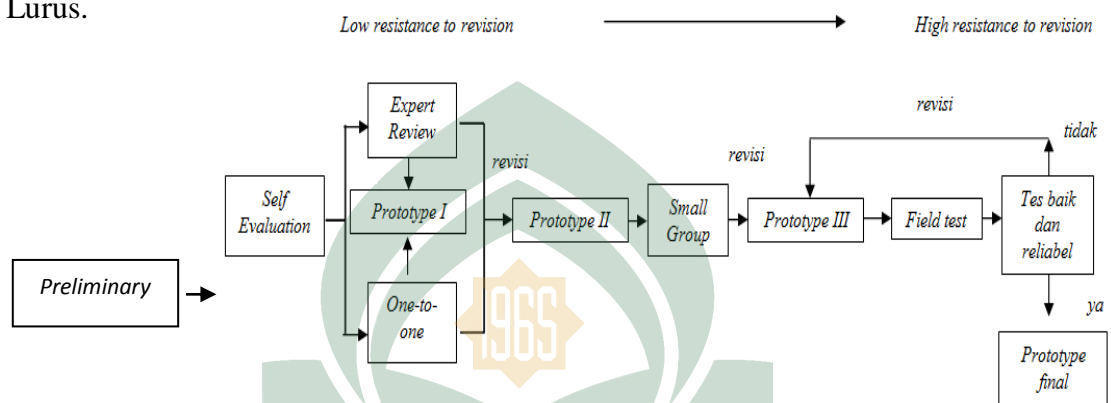 Lurus.
Low resistance to revision
High resistance to revision
Expert
Review
revisi
tidak
revisi
revisi
Self
Evaluation
Prototype I
Prototype II
Small
Group
Prototype III
Field test
Tes baik
dan
reliabel
Preliminary
One-to-
one
1965
ya
Prototype
final